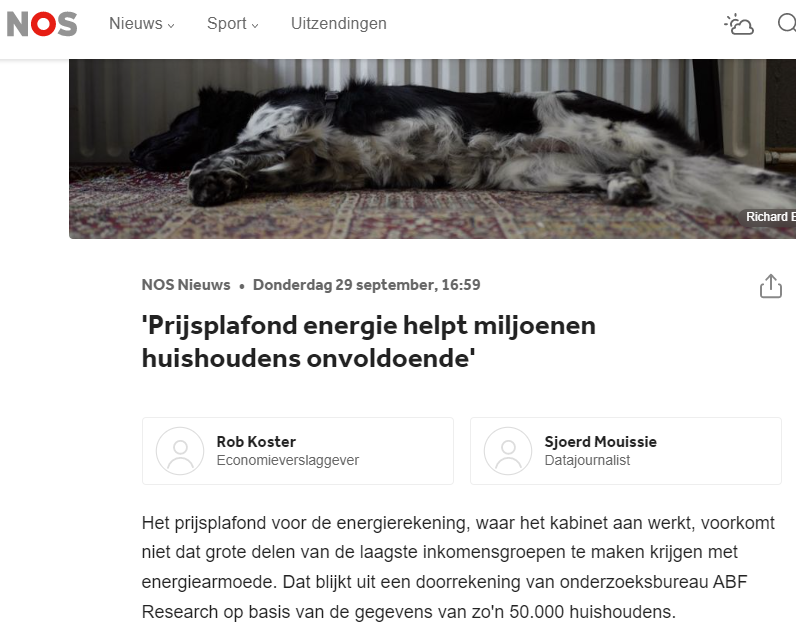 NOS Nieuws Sport Uitzendingen
Richard
NOS Nieuws • Donderdag 29 september, 16:59
'Prijsplafond energie helpt miljoenen
huishoudens onvoldoende'
Rob Koster
Economieverslaggever
Sjoerd Mouissie
Datajournalist
Het prijsplafond voor de energierekening, waar het kabinet aan werkt, voorkomt
niet dat grote delen van de laagste inkomensgroepen te maken krijgen met
energiearmoede. Dat blijkt uit een doorrekening van onderzoeksbureau ABF
Research op basis van de gegevens van zo'n 50.000 huishoudens.